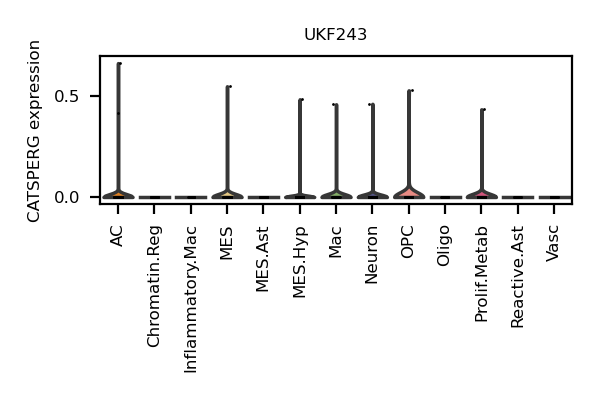 UKF243
CATSPERG expression
0.5
0.0
AC
Chromatin.Reg
Inflammatory.Mac
MES
MES.Ast
MES.Hyp
Mac
Neuron
OPC
Oligo
Prolif.Metab
Reactive.Ast
Vasc